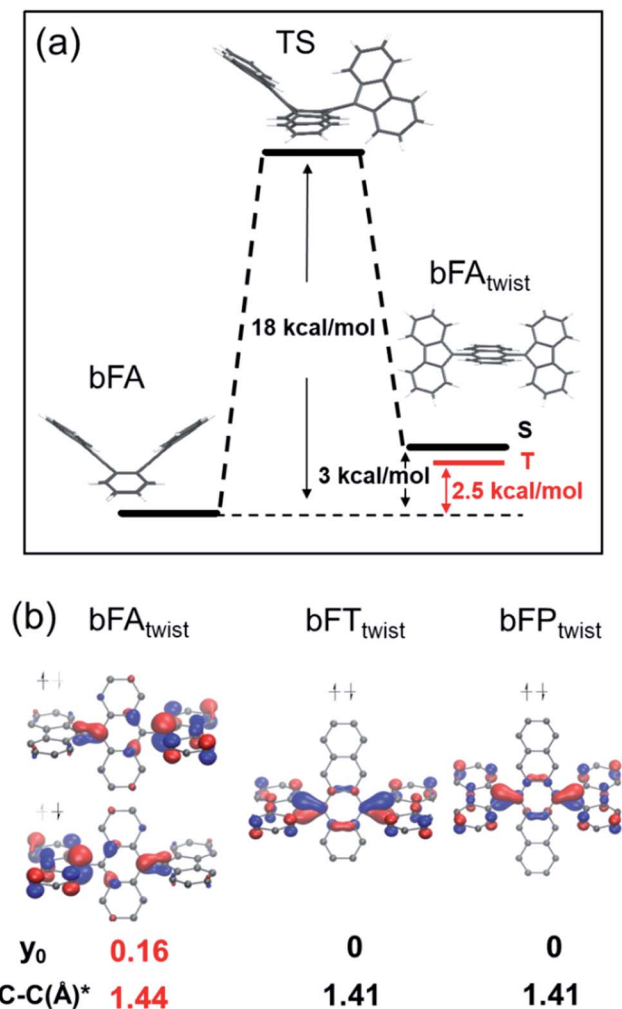 (a)
TS
18 kcal/mol
bFAtwist
bFA
S
T
3 kcal/mol
2.5 kcal/mol
(b) bFAtwist bFTtwist bFPtwist
y₀ 0.16 0 0
C-C(Å)* 1.44 1.41 1.41